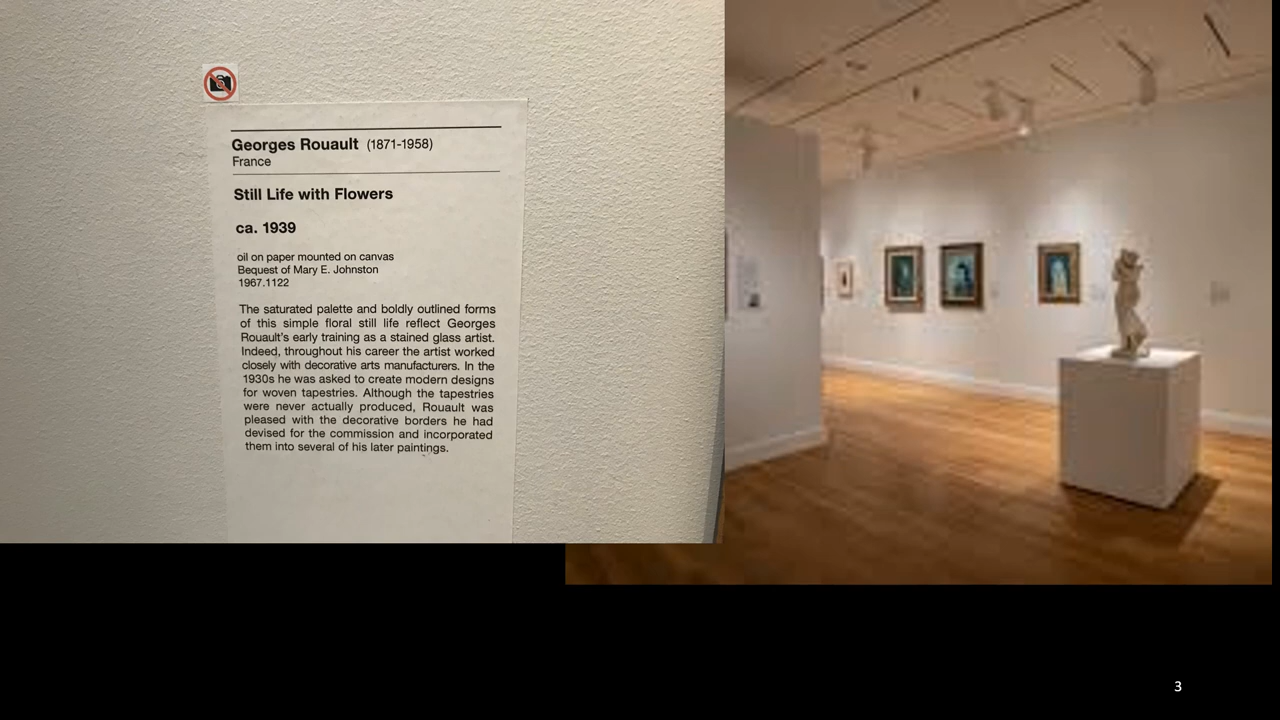 Georges Rouault (1871-1958)
France
Still Life with Flowers
ca. 1939
oil on paper mounted on canvas
Bequest of Mary E. Johnston
1967.1122
The saturated palette and boldly outlined forms
of this simple floral still life reflect Georges
Rouault's early training as a stained glass artist.
Indeed, throughout his career the artist worked
closely with decorative arts manufacturers. In the
1930s he was asked to create modern designs
for woven tapestries. Although the tapestries
were never actually produced, Rouault was
pleased with the decorative borders he had
devised for the commission and incorporated
them into several of his later paintings.
3